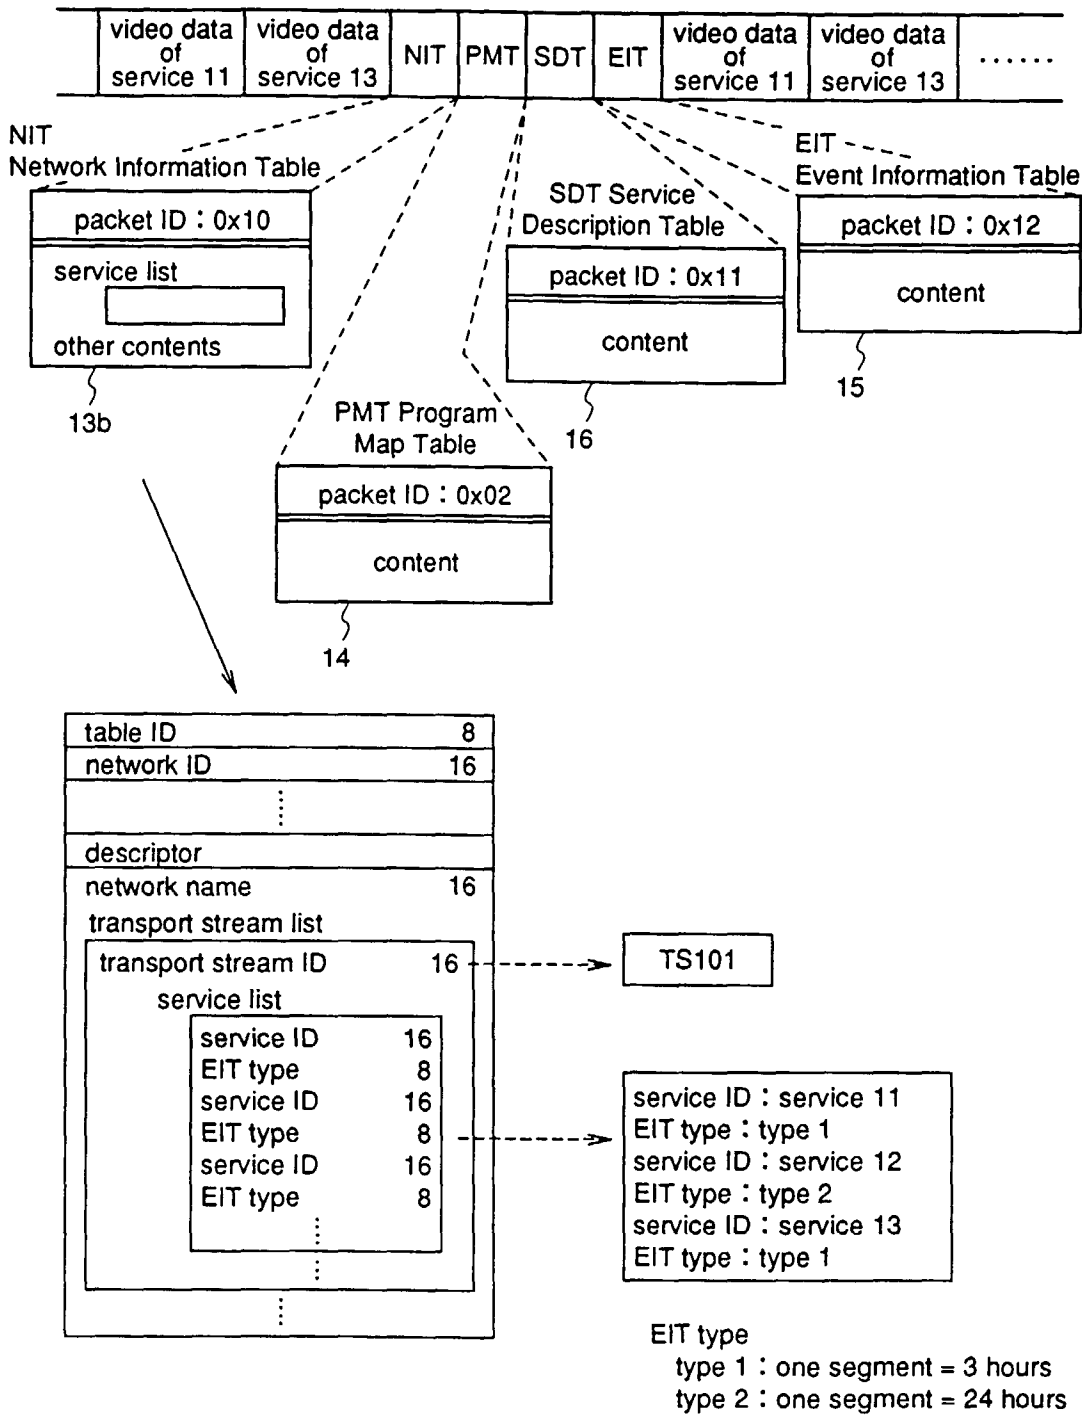 video data
of
service 11
video data
of
service 13
NIT
PMT
SDT
EIT
video data
of
service 11
video data
of
service 13
······
NIT
Network Information Table
packet ID : 0x10
service list
other contents
13b
PMT Program
Map Table
packet ID : 0x02
content
14
SDT Service
Description Table
packet ID : 0x11
content
16
EIT
Event Information Table
packet ID : 0x12
content
15
table ID 8
network ID 16
descriptor
network name 16
transport stream list
transport stream ID 16
service list
service ID 16
EIT type 8
service ID 16
EIT type 8
service ID 16
EIT type 8
TS101
service ID : service 11
EIT type : type 1
service ID : service 12
EIT type : type 2
service ID : service 13
EIT type : type 1
EIT type
type 1 : one segment = 3 hours
type 2 : one segment = 24 hours